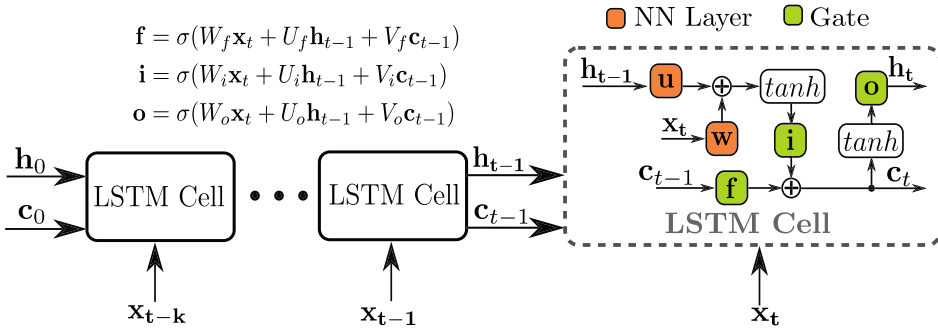 NN Layer Gate
f = σ(W_f x_t + U_f h_{t−1} + V_f c_{t−1})
i = σ(W_i x_t + U_i h_{t−1} + V_i c_{t−1})
o = σ(W_o x_t + U_o h_{t−1} + V_o c_{t−1})
h_{t-1} u ⊕ tanh o h_t
x_t w i tanh
c_{t−1} f ⊕ c_t
LSTM Cell
h_0 LSTM Cell • • • LSTM Cell h_{t-1}
c_0 c_{t−1}
x_{t−k} x_{t−1} x_t